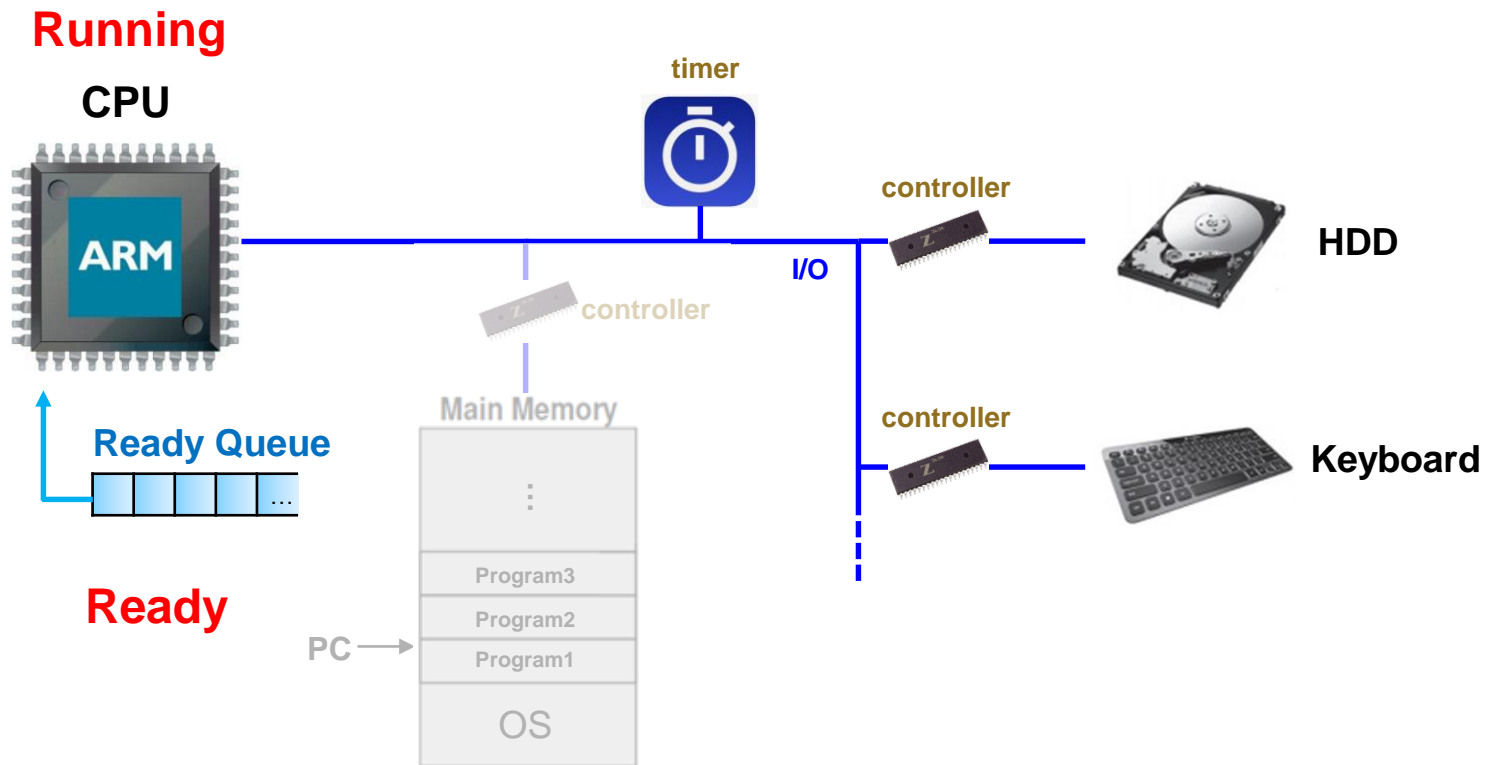 Running
CPU
ARM
timer
controller
HDD
I/O
controller
Main Memory
Ready Queue
...
controller
Keyboard
⋮
Program3
Program2
Program1
PC
Ready
OS